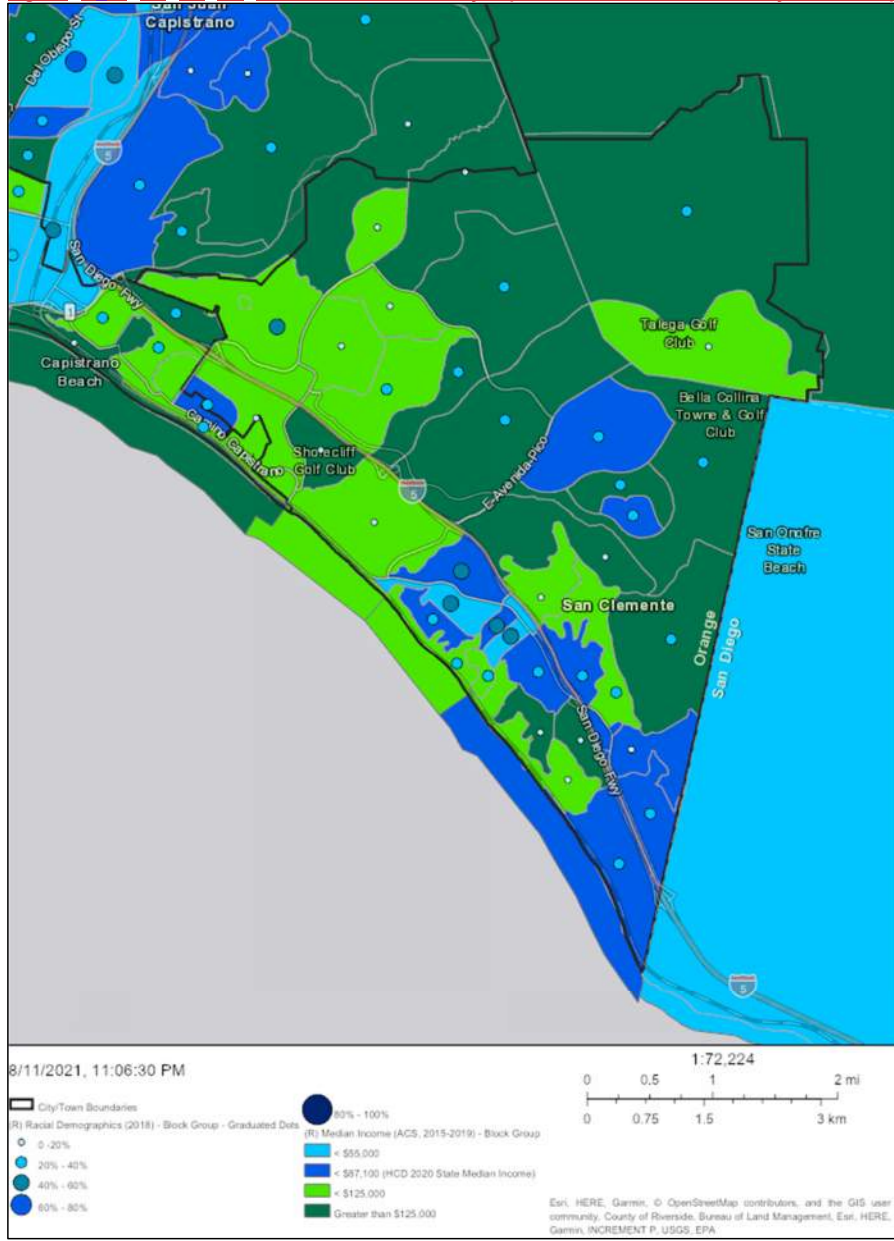 San Juan
Capistrano
Del Obispo St
5
San Diego Fwy
1
Capistrano
Beach
Camino Capistrano
Shorecliff
Golf Club
5
E Avenida Pico
Talega Golf
Club
Bella Collina
Towne & Golf
Club
San Onofre
State
Beach
San Clemente
Orange
San Diego
San Diego Fwy
5
8/11/2021, 11:06:30 PM
City/Town Boundaries
(R) Racial Demographics (2018) - Block Group - Graduated Dots
0 -20%
20% - 40%
40% - 60%
60% - 80%
80% - 100%
(R) Median Income (ACS, 2015-2019) - Block Group
< $55,000
< $87,100 (HCD 2020 State Median Income)
< $125,000
Greater than $125,000
1:72,224
0 0.5 1 2 mi
0 0.75 1.5 3 km
Esri, HERE, Garmin, © OpenStreetMap contributors, and the GIS user
community, County of Riverside, Bureau of Land Management, Esri, HERE,
Garmin, INCREMENT P, USGS, EPA